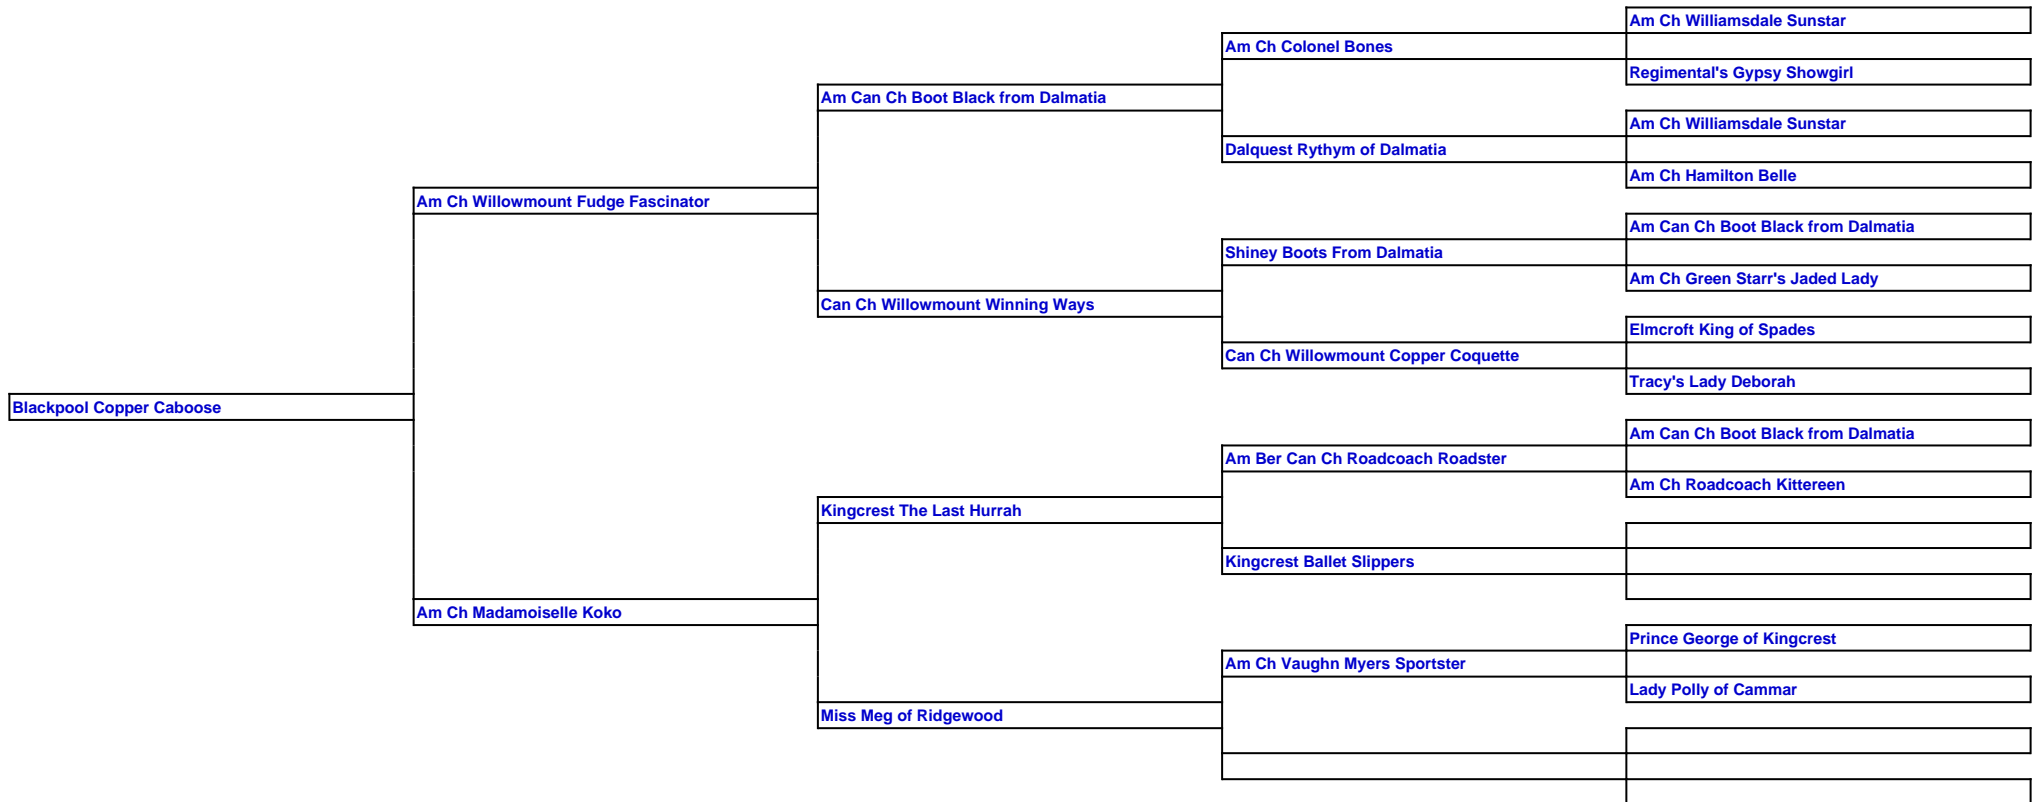 Am Ch Williamsdale Sunstar
Am Ch Colonel Bones
Regimental's Gypsy Showgirl
Am Can Ch Boot Black from Dalmatia
Am Ch Williamsdale Sunstar
Dalquest Rythym of Dalmatia
Am Ch Hamilton Belle
Am Ch Willowmount Fudge Fascinator
Am Can Ch Boot Black from Dalmatia
Shiney Boots From Dalmatia
Am Ch Green Starr's Jaded Lady
Can Ch Willowmount Winning Ways
Elmcroft King of Spades
Can Ch Willowmount Copper Coquette
Tracy's Lady Deborah
Blackpool Copper Caboose
Am Can Ch Boot Black from Dalmatia
Am Ber Can Ch Roadcoach Roadster
Am Ch Roadcoach Kittereen
Kingcrest The Last Hurrah
Kingcrest Ballet Slippers
Am Ch Madamoiselle Koko
Prince George of Kingcrest
Am Ch Vaughn Myers Sportster
Lady Polly of Cammar
Miss Meg of Ridgewood